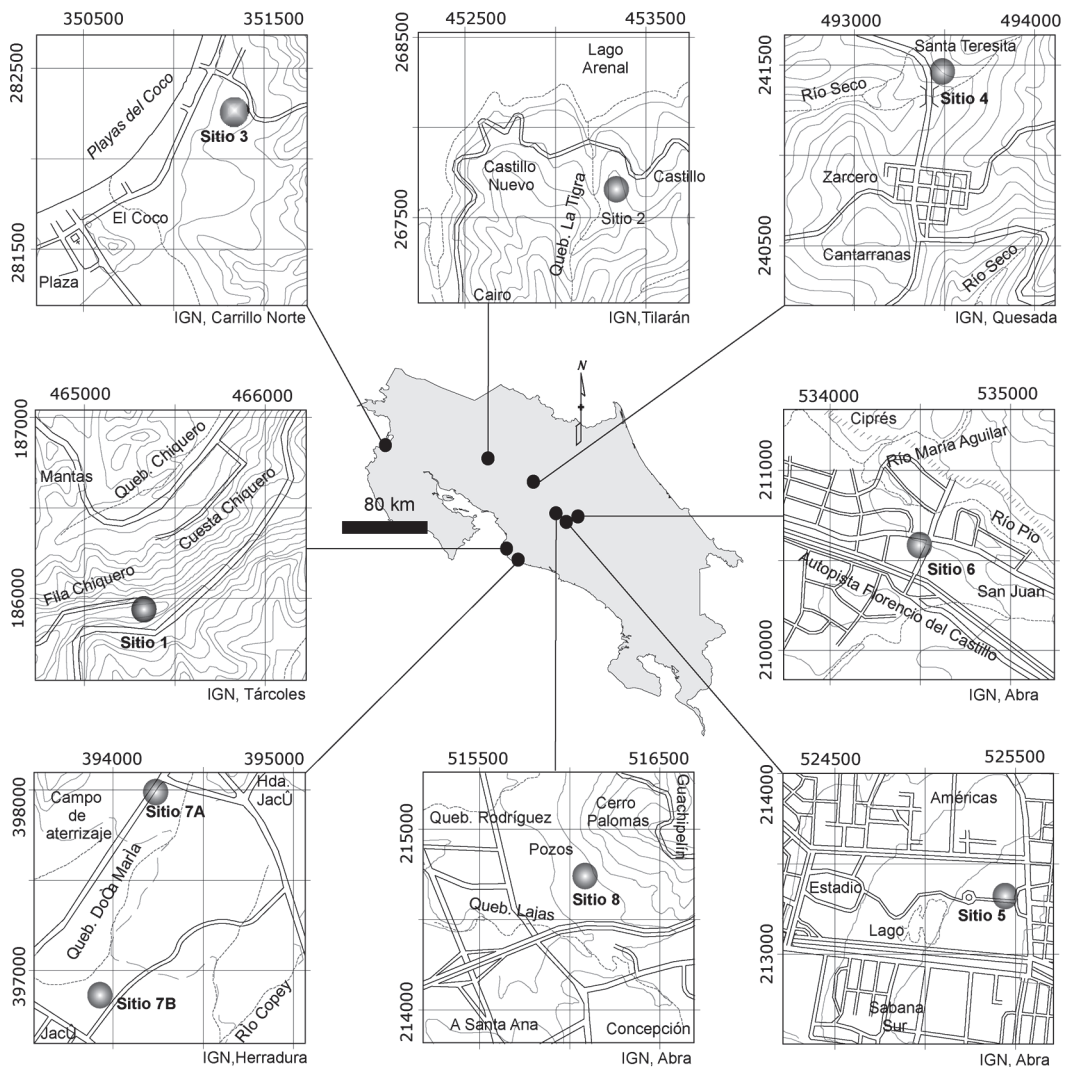 350500 351500
282500
281500
Playas del Coco
Sitio 3
El Coco
Plaza
IGN, Carrillo Norte
452500 453500
268500
267500
Lago
Arenal
Castillo
Nuevo
Castillo
Queb. La Tigra
Sitio 2
Cairo
IGN,Tilarán
493000 494000
241500
240500
Santa Teresita
Río Seco
Sitio 4
Zarcero
Cantarranas
Río Seco
IGN, Quesada
465000 466000
187000
186000
Mantas
Queb. Chiquero
Cuesta Chiquero
Fila Chiquero
Sitio 1
IGN, Tárcoles
N
80 km
534000 535000
211000
210000
Ciprés
Río María Aguilar
Río Pio
Sitio 6
San Juan
Autopista Florencio del Castillo
IGN, Abra
394000 395000
398000
397000
Campo
de
aterrizaje
Hda.
JacÛ
Sitio 7A
Queb. DoÒa Marìa
Sitio 7B
JacÛ
Río Copey
IGN,Herradura
515500 516500
215000
214000
Queb. Rodríguez
Cerro
Palomas
Guachipelín
Pozos
Sitio 8
Queb. Lajas
A Santa Ana
Concepción
IGN, Abra
524500 525500
214000
213000
Américas
Estadio
Sitio 5
Lago
Sabana
Sur
IGN, Abra